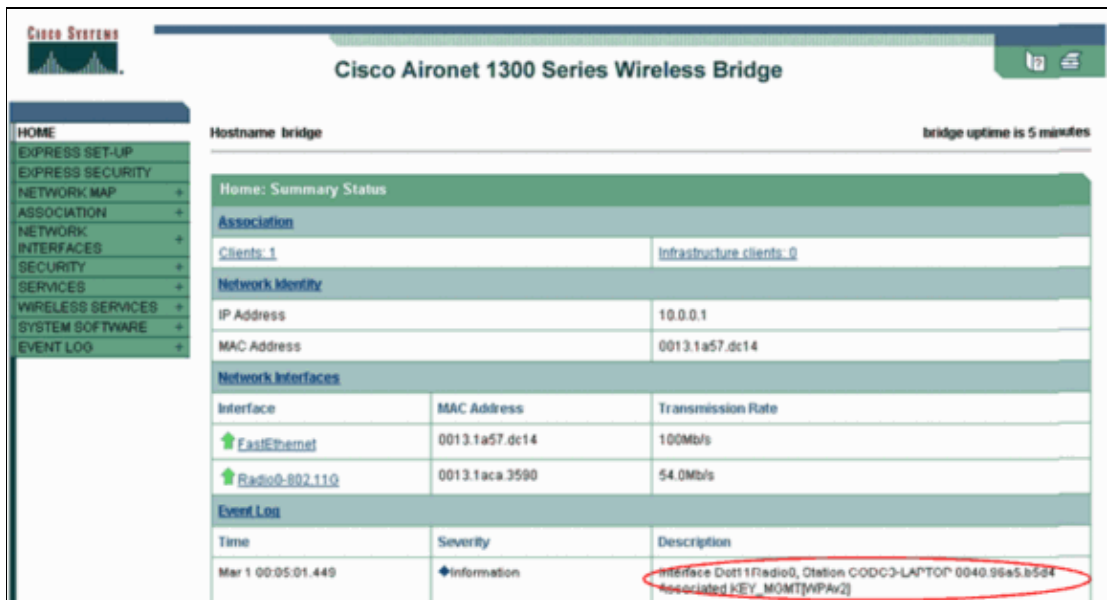 CISCO SYSTEMS
Cisco Aironet 1300 Series Wireless Bridge
HOME
EXPRESS SET-UP
EXPRESS SECURITY
NETWORK MAP +
ASSOCIATION +
NETWORK INTERFACES +
SECURITY +
SERVICES +
WIRELESS SERVICES +
SYSTEM SOFTWARE +
EVENT LOG +
Hostname bridge bridge uptime is 5 minutes
Home: Summary Status
Association
Clients: 1 Infrastructure clients: 0
Network Identity
IP Address 10.0.0.1
MAC Address 0013.1a57.dc14
Network Interfaces
Interface MAC Address Transmission Rate
FastEthernet 0013.1a57.dc14 100Mb/s
Radio0-802.11G 0013.1aca.3590 54.0Mb/s
Event Log
Time Severity Description
Mar 1 00:05:01.449 Information Interface Dot11Radio0, Station CODC3-LAPTOP 0040.96a5.b5d4
Associated KEY_MGMT[WPAv2]